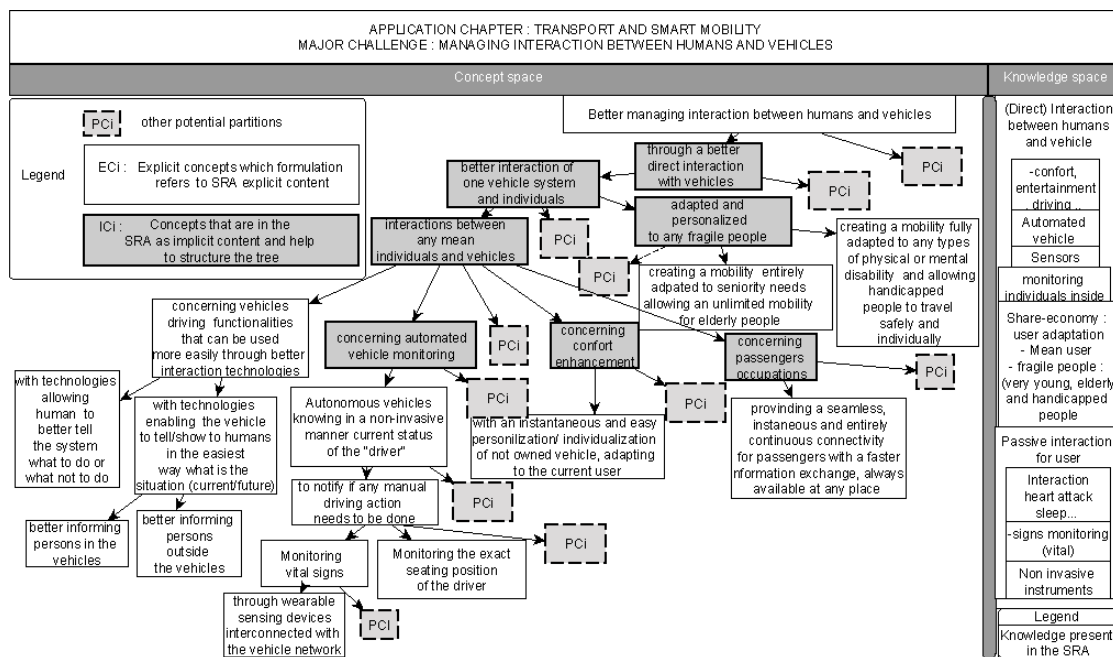 APPLICATION CHAPTER : TRANSPORT AND SMART MOBILITY
MAJOR CHALLENGE : MANAGING INTERACTION BETWEEN HUMANS AND VEHICLES
Concept space
Knowledge space
Legend
PCi
other potential partitions
ECi : Explicit concepts which formulation
refers to SRA explicit content
ICi : Concepts that are in the
SRA as implicit content and help
to structure the tree
Better managing interaction between humans and vehicles
through a better
direct interaction
with vehicles
PCi
PCi
better interaction of
one vehicle system
and individuals
adapted and
personalized
to any fragile people
PCi
PCi
interactions between
any mean
individuals and vehicles
creating a mobility entirely
adpated to seniority needs
allowing an unlimited mobility
for elderly people
creating a mobility fully
adapted to any types
of physical or mental
disability and allowing
handicapped
people to travel
safely and
individually
concerning vehicles
driving functionalities
that can be used
more easily through better
interaction technologies
concerning automated
vehicle monitoring
PCi
concerning
confort
enhancement
concerning
passengers
occupations
PCi
PCi
PCi
with technologies
allowing
human to
better tell
the system
what to do or
what not to do
with technologies
enabling the vehicle
to tell/show to humans
in the easiest
way what is the
situation (current/future)
Autonomous vehicles
knowing in a non-invasive
manner current status
of the "driver"
with an instantaneous and easy
personilization/ individualization
of not owned vehicle, adapting
to the current user
provinding a seamless,
instaneous and entirely
continuous connectivity
for passengers with a faster
nformation exchange, always
available at any place
PCi
better informing
persons in the
vehicles
better informing
persons
outside
the vehicles
to notify if any manual
driving action
needs to be done
PCi
Monitoring
vital signs
Monitoring the exact
seating position
of the driver
through wearable
sensing devices
interconnected with
the vehicle network
PCI
(Direct) Interaction
between humans
and vehicle
-confort,
entertainment
, driving ..
Automated
vehicle
Sensors
monitoring
individuals inside
Share-economy :
user adaptation
- Mean user
- fragile people :
(very young, elderly
and handicapped
people
Passive interaction
for user
Interaction
heart attack
sleep...
-signs monitoring
(vital)
Non invasive
instruments
Legend
Knowledge present
in the SRA